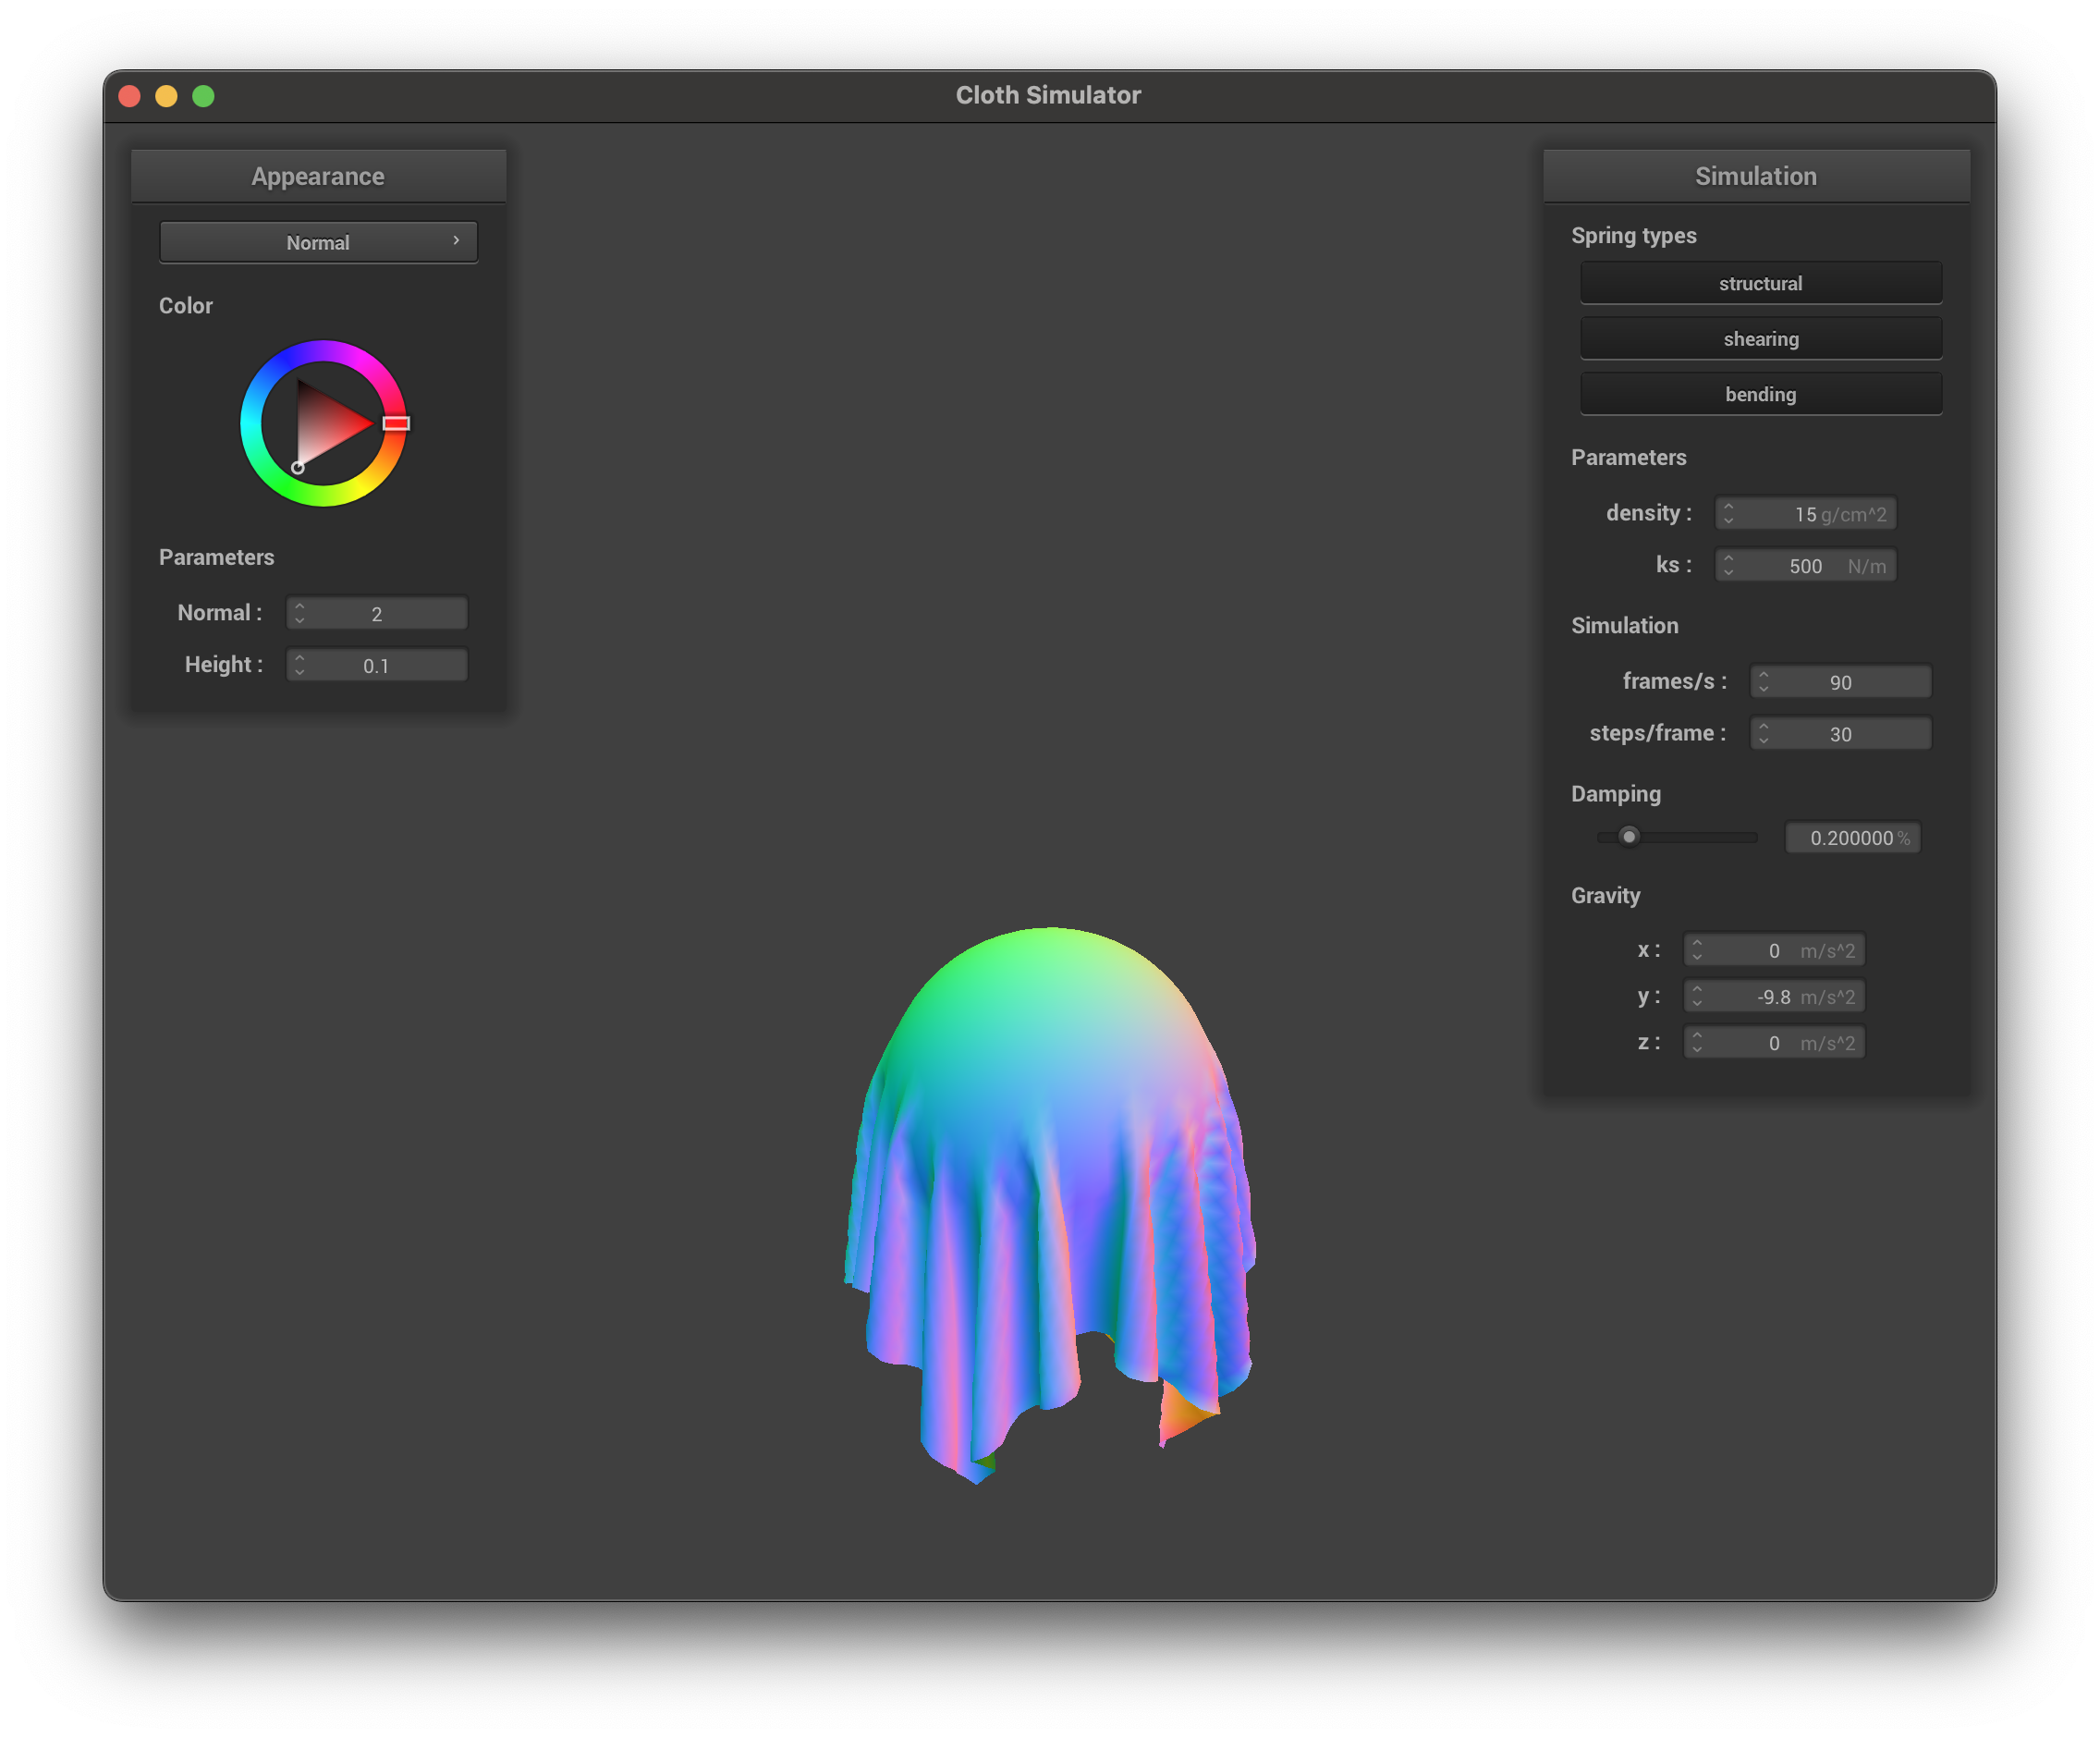 Cloth Simulator
Appearance
Normal
Color
Parameters
Normal : 2
Height : 0.1
Simulation
Spring types
structural
shearing
bending
Parameters
density : 15 g/cm^2
ks : 500 N/m
Simulation
frames/s : 90
steps/frame : 30
Damping
0.200000 %
Gravity
x : 0 m/s^2
y : -9.8 m/s^2
z : 0 m/s^2